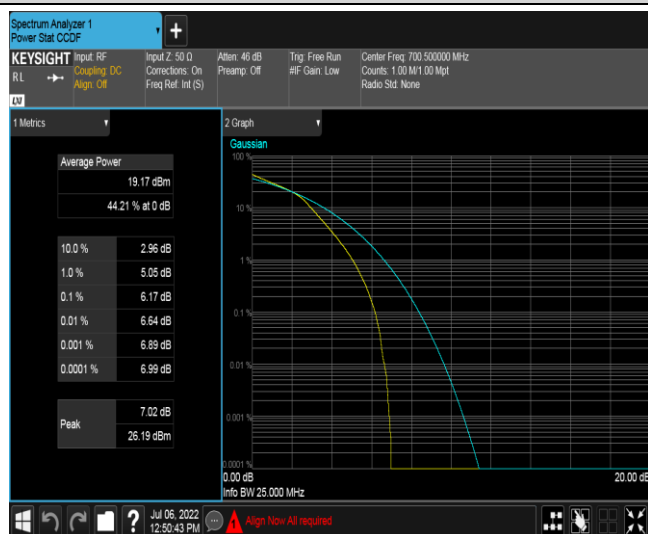 Spectrum Analyzer 1
Power Stat CCDF
KEYSIGHT
Input: RF
Coupling: DC
Align: Off
RL
LXI
Input Z: 50 Ω
Corrections: On
Freq Ref: Int (S)
Atten: 46 dB
Preamp: Off
Trig: Free Run
#IF Gain: Low
Center Freq: 700.500000 MHz
Counts: 1.00 M/1.00 Mpt
Radio Std: None
1 Metrics
Average Power
19.17 dBm
44.21 % at 0 dB
10.0 % 2.96 dB
1.0 % 5.05 dB
0.1 % 6.17 dB
0.01 % 6.64 dB
0.001 % 6.89 dB
0.0001 % 6.99 dB
Peak
7.02 dB
26.19 dBm
2 Graph
Gaussian
100 %
10 %
1 %
0.1 %
0.01 %
0.001 %
0.0001 %
0.00 dB
20.00 dB
Info BW 25.000 MHz
?
Jul 06, 2022
12:50:43 PM
Align Now All required